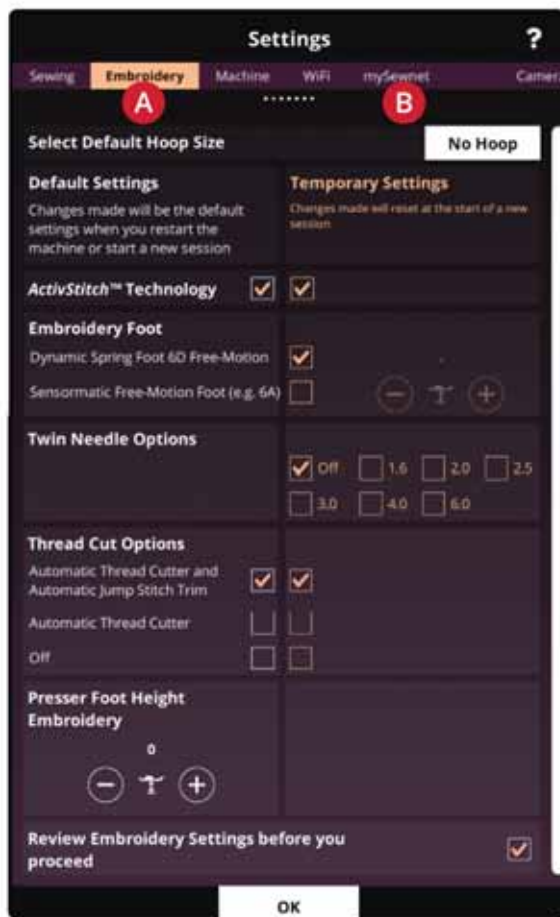 Settings
?
Sewing Embroidery Machine WiFi mySewnet Camer
A B
Select Default Hoop Size No Hoop
Default Settings
Changes made will be the default
settings when you restart the
machine or start a new session
Temporary Settings
Changes made will reset at the start of a new
session
ActivStitch™ Technology
Embroidery Foot
Dynamic Spring Foot 6D Free-Motion
Sensormatic Free-Motion Foot (e.g. 6A)
Twin Needle Options
Off 1.6 2.0 2.5
3.0 4.0 6.0
Thread Cut Options
Automatic Thread Cutter and
Automatic Jump Stitch Trim
Automatic Thread Cutter
Off
Presser Foot Height
Embroidery
0
Review Embroidery Settings before you
proceed
OK